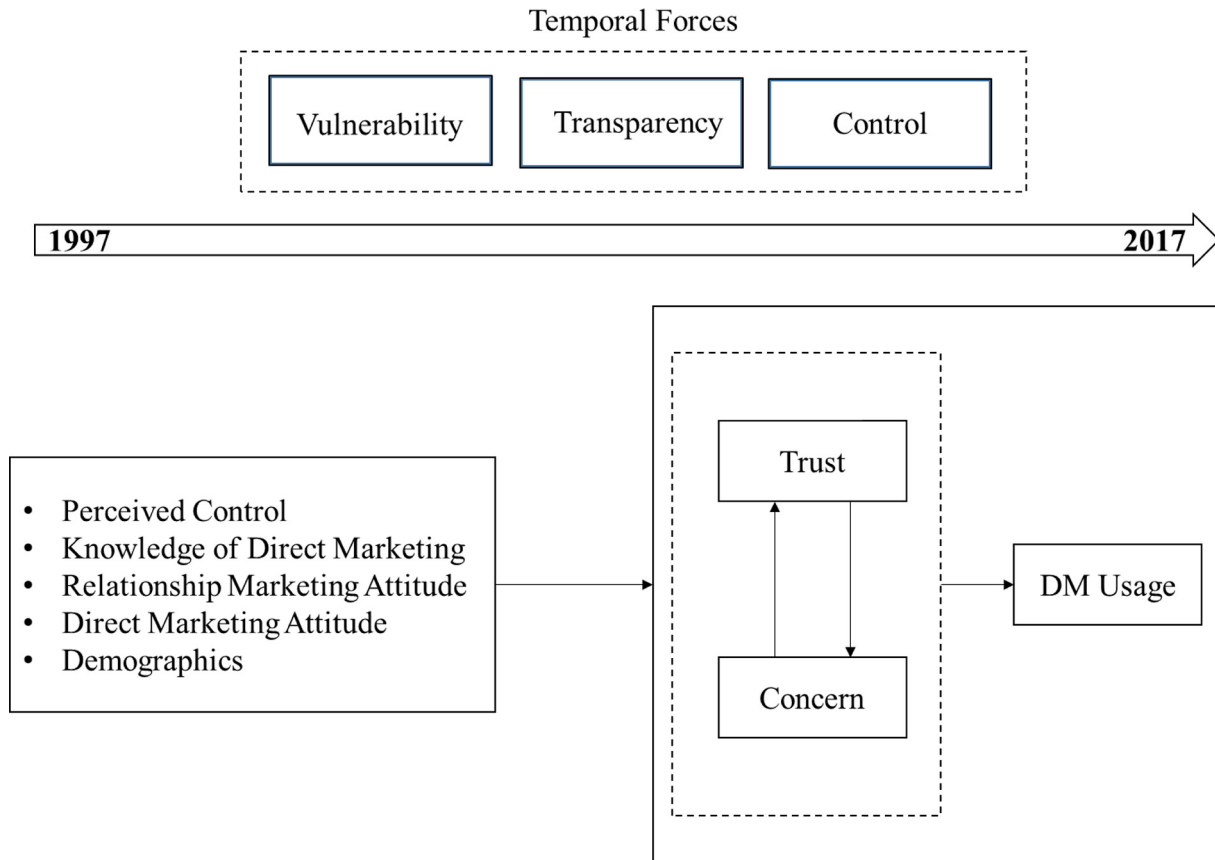 Temporal Forces
Vulnerability
Transparency
Control
1997
2017
• Perceived Control
• Knowledge of Direct Marketing
• Relationship Marketing Attitude
• Direct Marketing Attitude
• Demographics
Trust
Concern
DM Usage